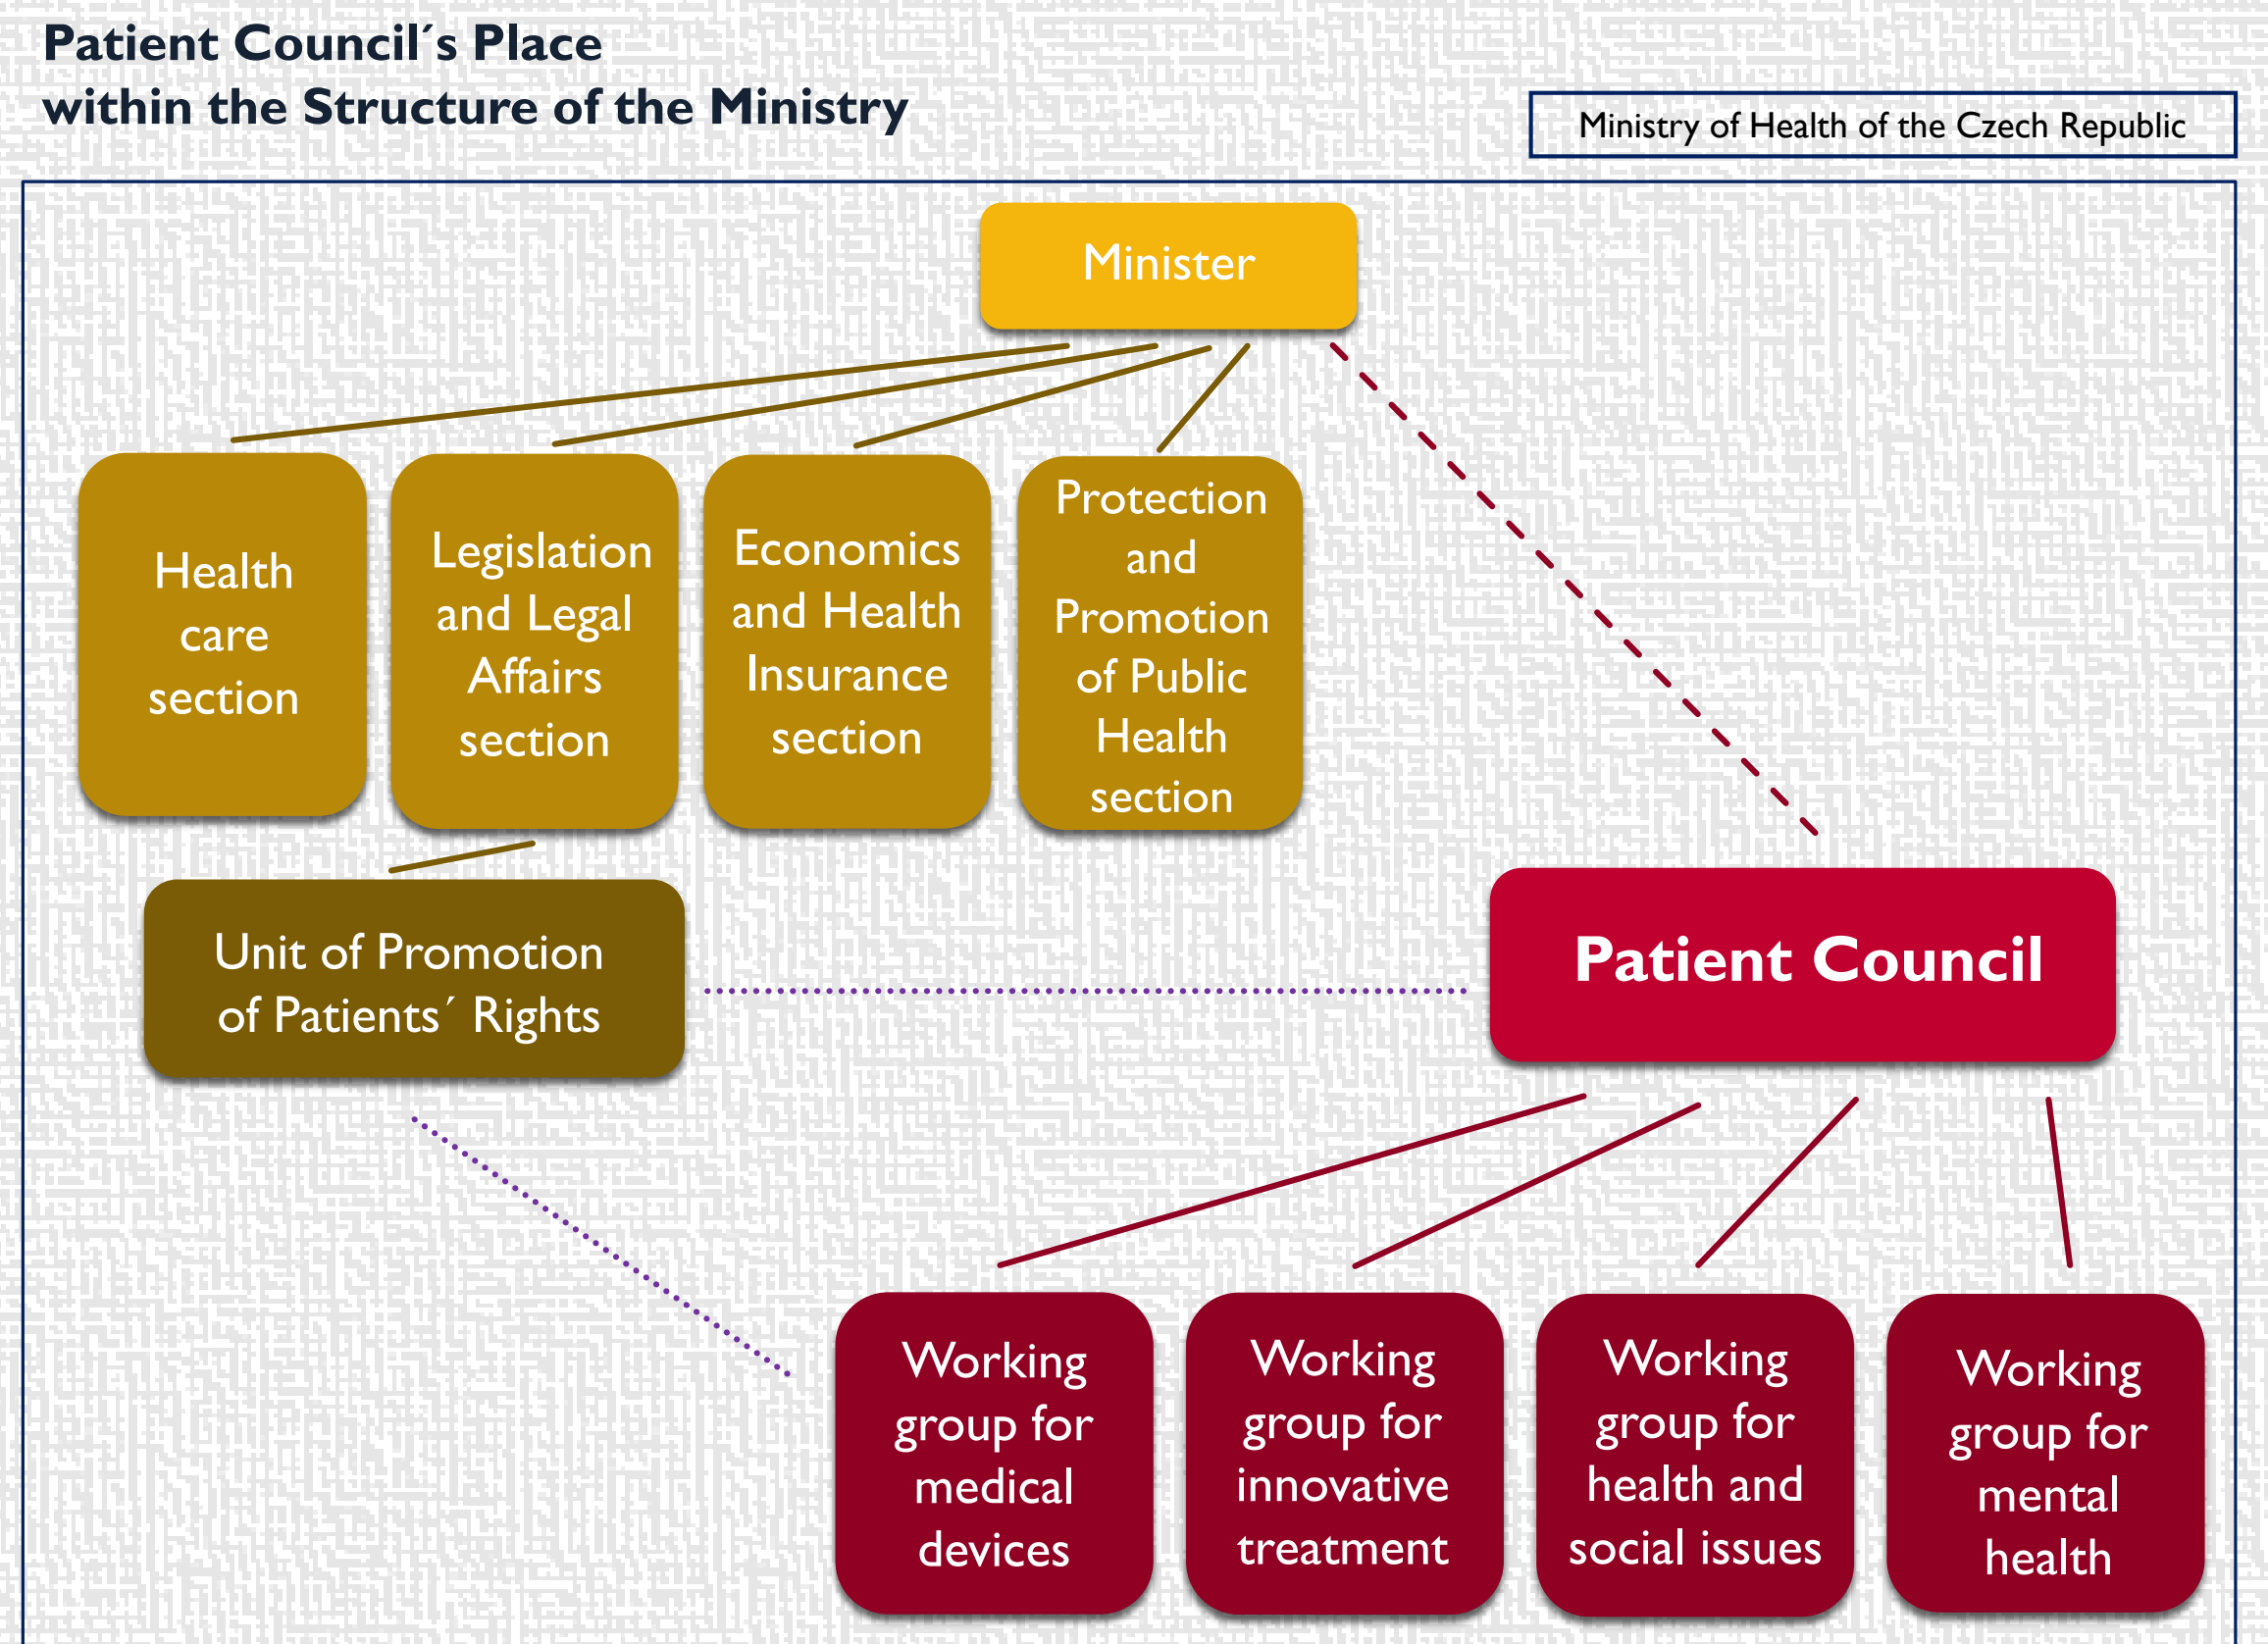 Patient Council´s Place
within the Structure of the Ministry
Ministry of Health of the Czech Republic
Minister
Health
care
section
Legislation
and Legal
Affairs
section
Economics
and Health
Insurance
section
Protection
and
Promotion
of Public
Health
section
Unit of Promotion
of Patients´ Rights
Patient Council
Working
group for
medical
devices
Working
group for
innovative
treatment
Working
group for
health and
social issues
Working
group for
mental
health